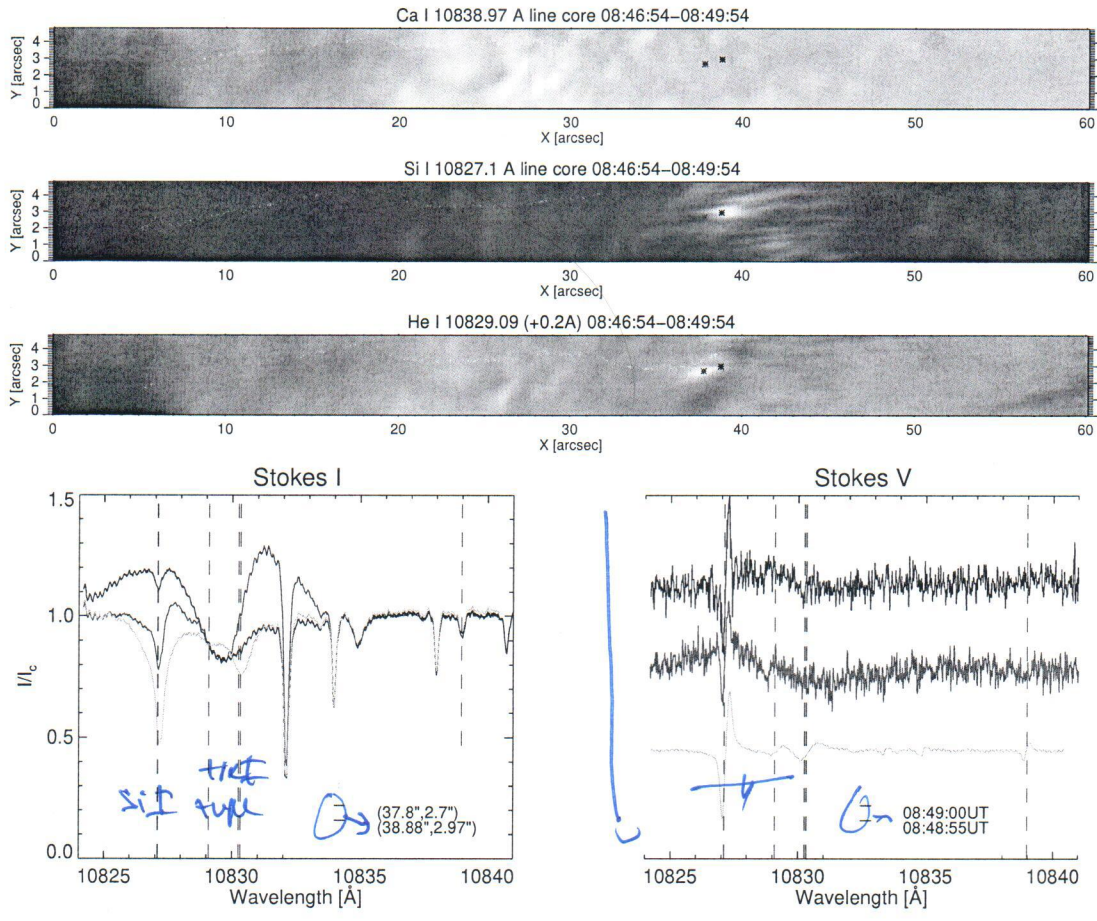 Ca I 10838.97 A line core 08:46:54–08:49:54
Y [arcsec]
4
3
2
1
0
0 10 20 30 40 50 60
X [arcsec]
Si I 10827.1 A line core 08:46:54–08:49:54
Y [arcsec]
4
3
2
1
0
0 10 20 30 40 50 60
X [arcsec]
He I 10829.09 (+0.2A) 08:46:54–08:49:54
Y [arcsec]
4
3
2
1
0
0 10 20 30 40 50 60
X [arcsec]
Stokes I
I/Ic
1.5
1.0
0.5
0.0
Si I
(37.8",2.7")
(38.88",2.97")
10825 10830 10835 10840
Wavelength [Å]
Stokes V
08:49:00UT
08:48:55UT
10825 10830 10835 10840
Wavelength [Å]